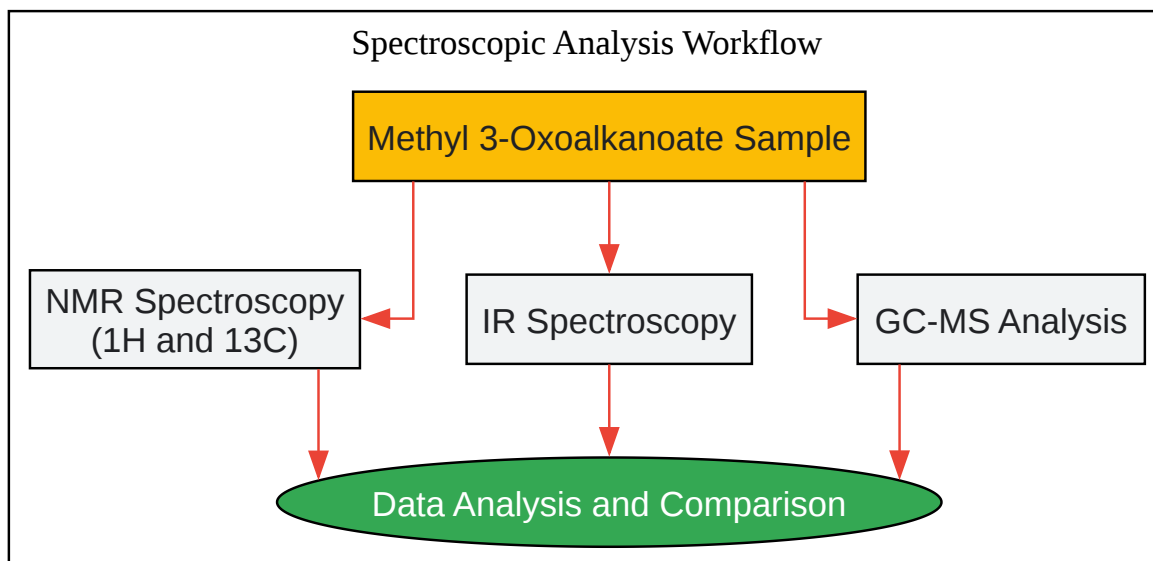 Spectroscopic Analysis Workflow
Methyl 3-Oxoalkanoate Sample
NMR Spectroscopy
(1H and 13C)
IR Spectroscopy
GC-MS Analysis
Data Analysis and Comparison